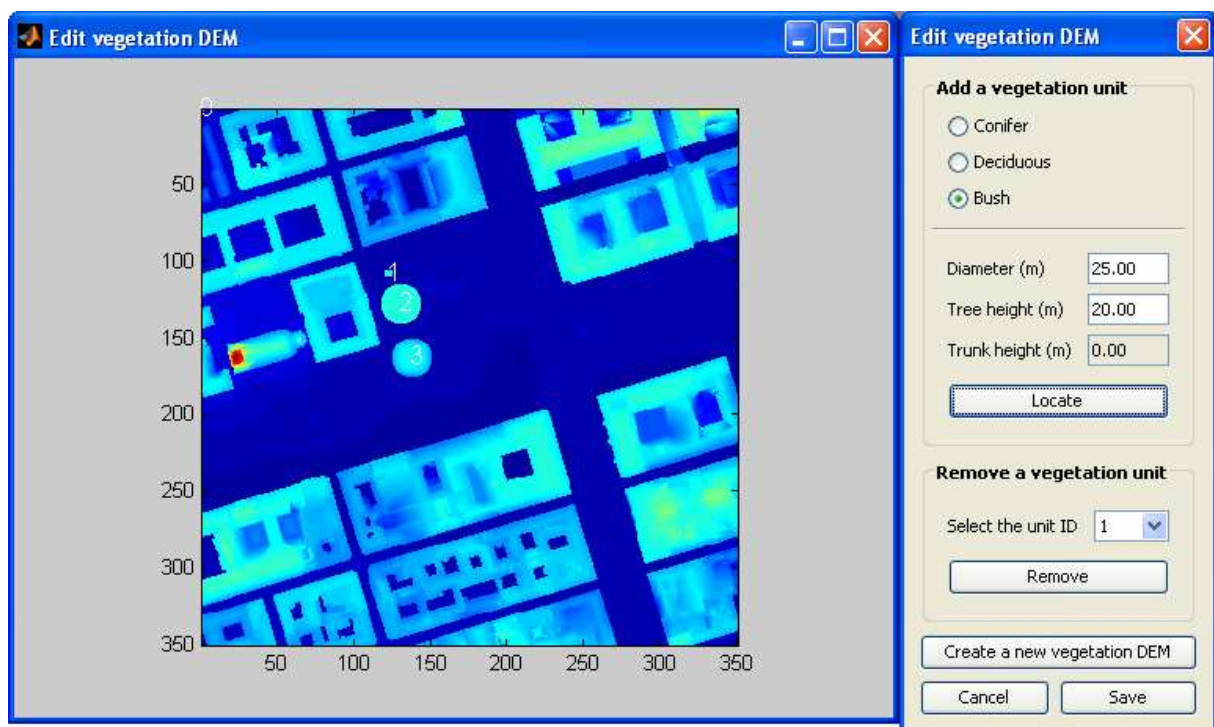 Edit vegetation DEM
0
50
100
150
200
250
300
350
50
100
150
200
250
300
350
1
2
3
Edit vegetation DEM
Add a vegetation unit
Conifer
Deciduous
Bush
Diameter (m) 25.00
Tree height (m) 20.00
Trunk height (m) 0.00
Locate
Remove a vegetation unit
Select the unit ID 1
Remove
Create a new vegetation DEM
Cancel Save